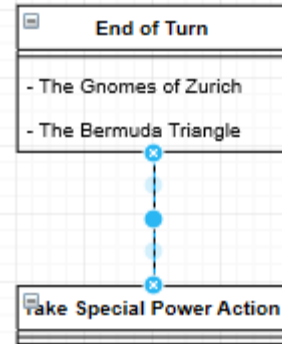 End of Turn
- The Gnomes of Zurich
- The Bermuda Triangle
Take Special Power Action